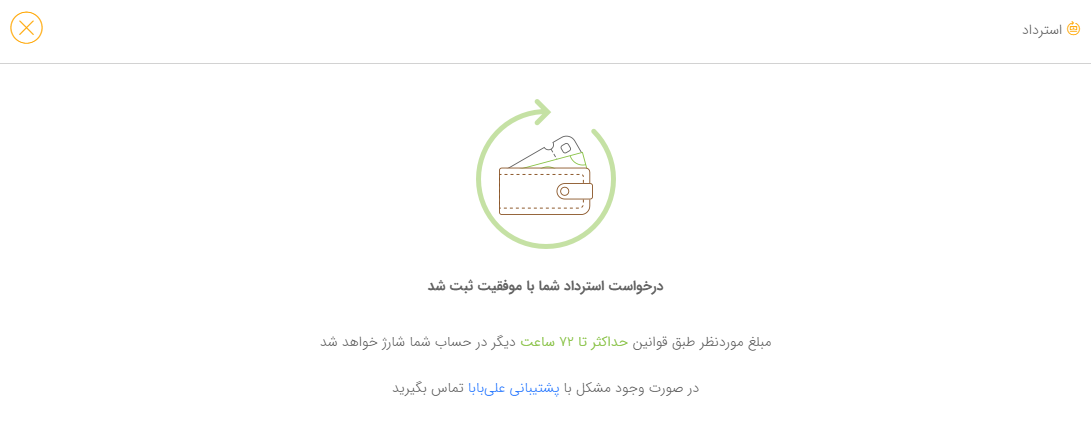 استرداد
درخواست استرداد شما با موفقیت ثبت شد
مبلغ موردنظر طبق قوانین حداکثر تا ۷۲ ساعت دیگر در حساب شما شارژ خواهد شد
در صورت وجود مشکل با پشتیبانی علی‌بابا تماس بگیرید